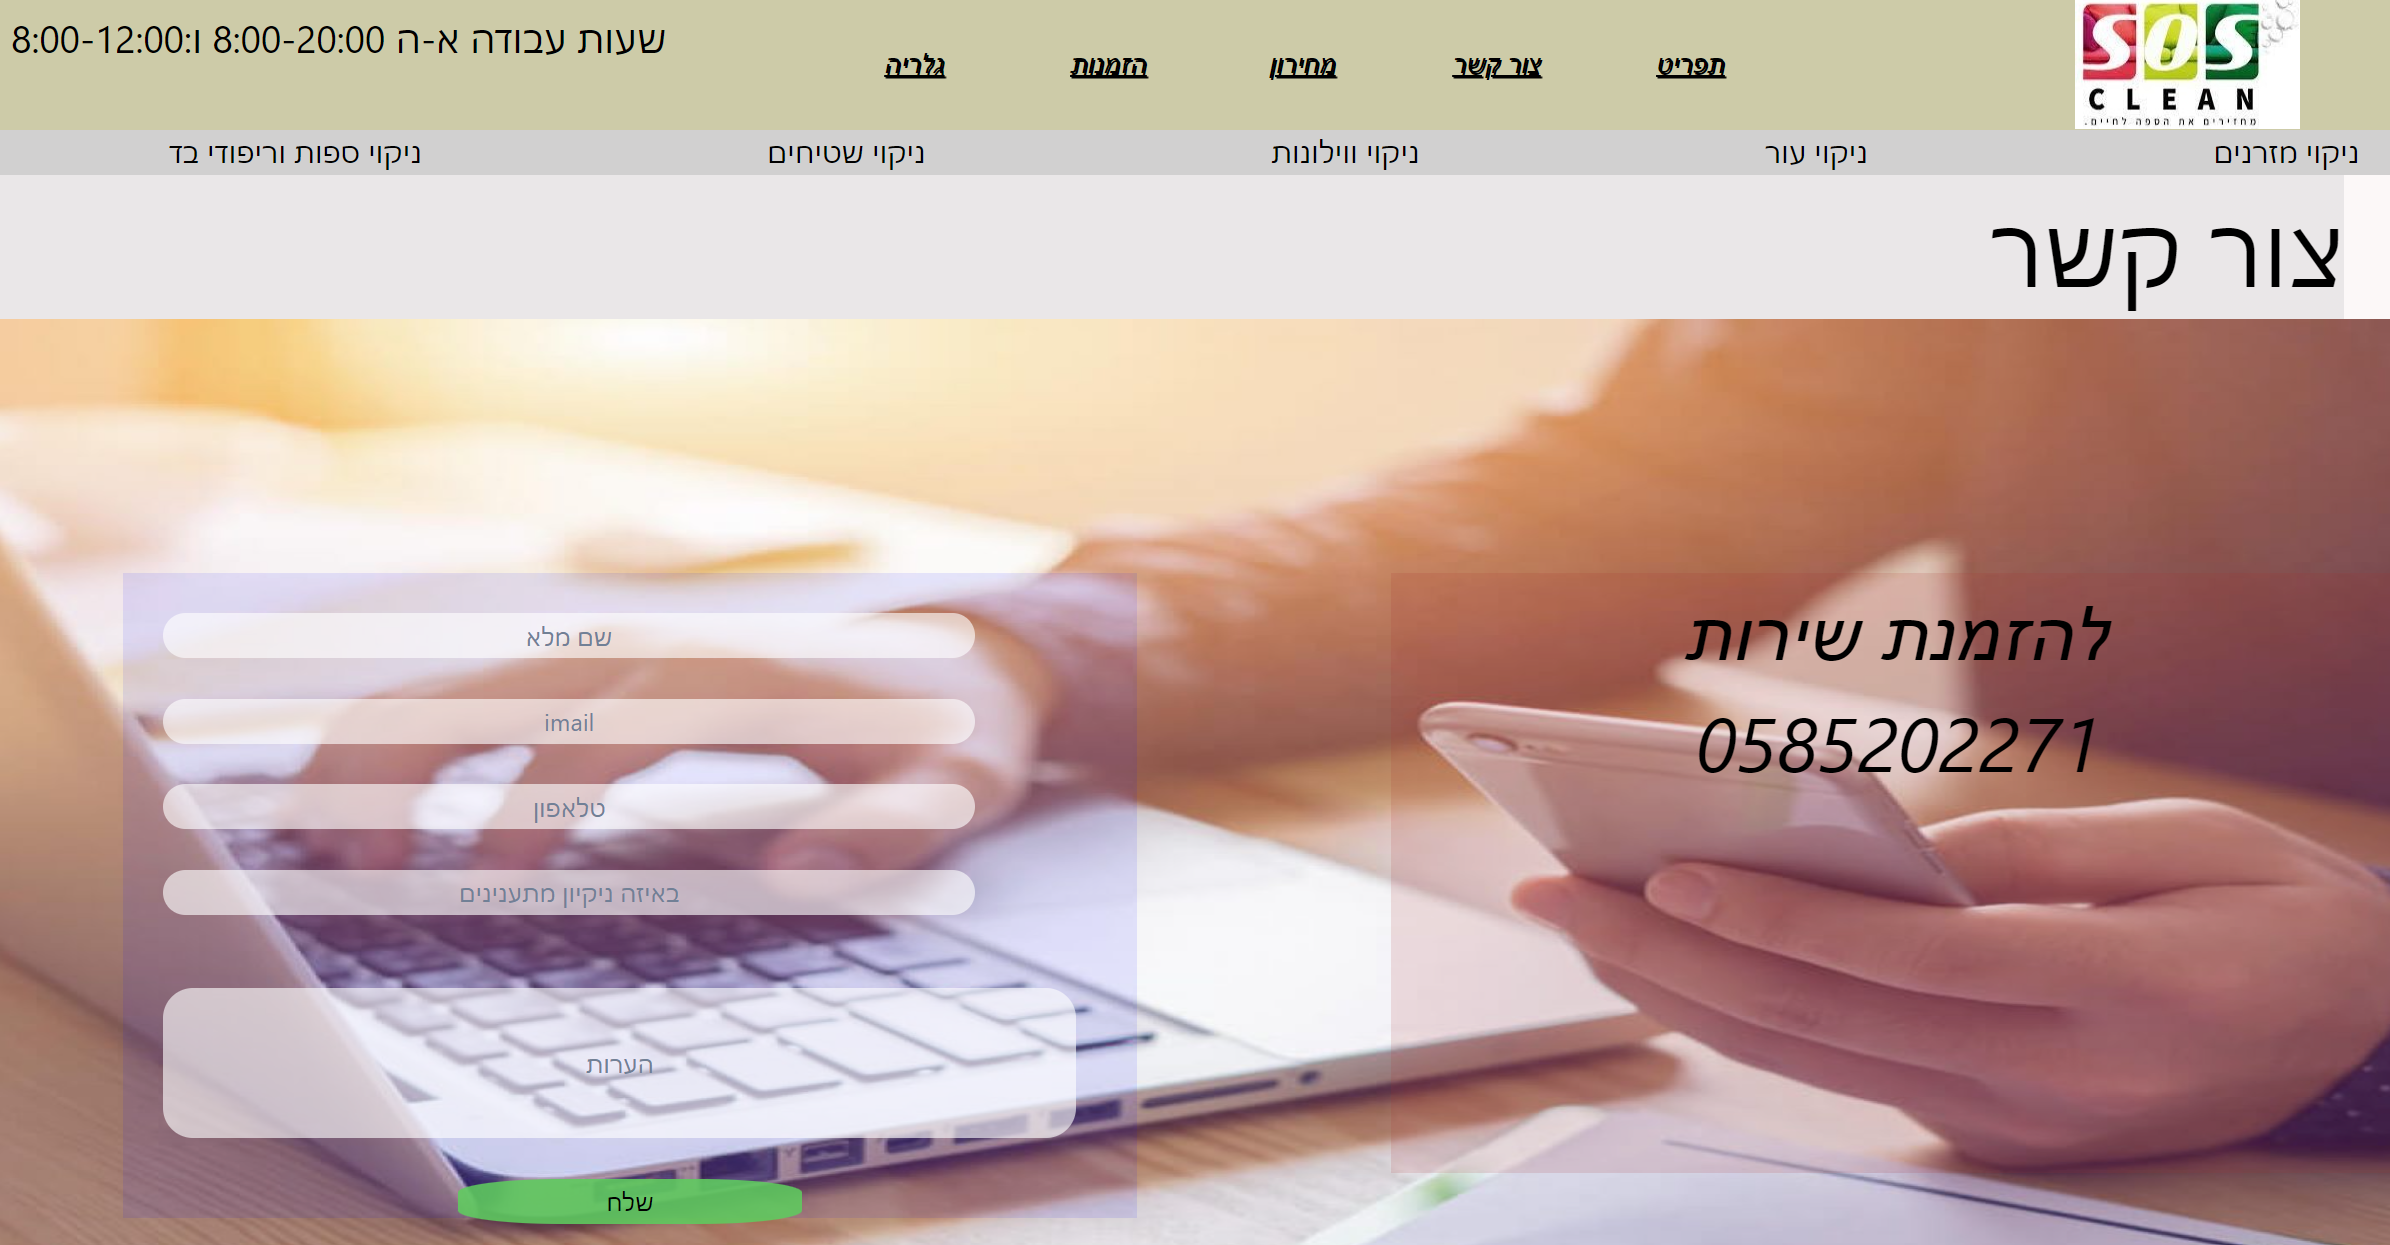 SOS
CLEAN
מחזירים את הספה לחיים.
תפריט
צור קשר
מחירון
הזמנות
גלריה
שעות עבודה א-ה 8:00-20:00 ו:8:00-12:00
ניקוי מזרנים
ניקוי עור
ניקוי ווילונות
ניקוי שטיחים
ניקוי ספות וריפודי בד
צור קשר
להזמנת שירות
0585202271
שם מלא
imail
טלאפון
באיזה ניקיון מתענינים
הערות
שלח